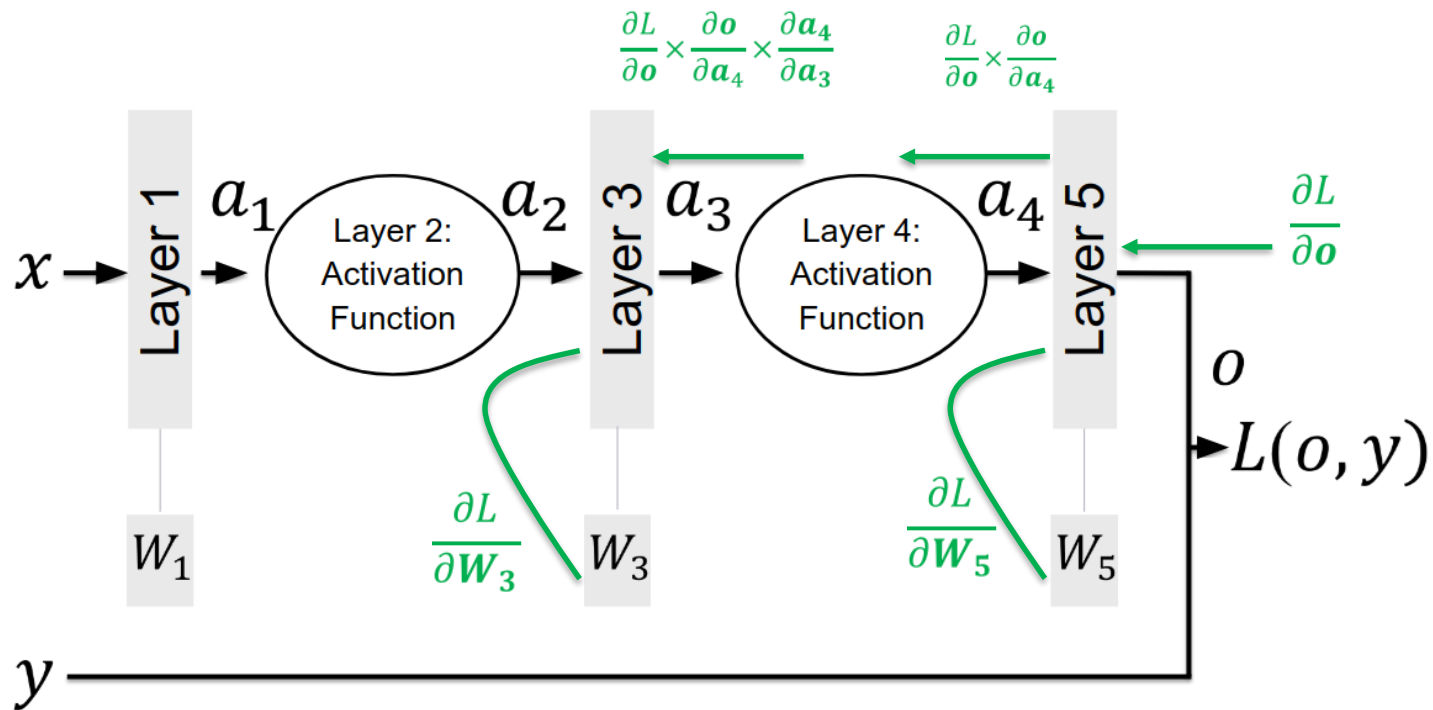 ∂L/∂o × ∂o/∂a₄ × ∂a₄/∂a₃
∂L/∂o × ∂o/∂a₄
x
Layer 1
a₁
Layer 2:
Activation
Function
a₂
Layer 3
a₃
Layer 4:
Activation
Function
a₄
Layer 5
∂L/∂o
o
L(o, y)
∂L/∂W₃
∂L/∂W₅
W₁
W₃
W₅
y